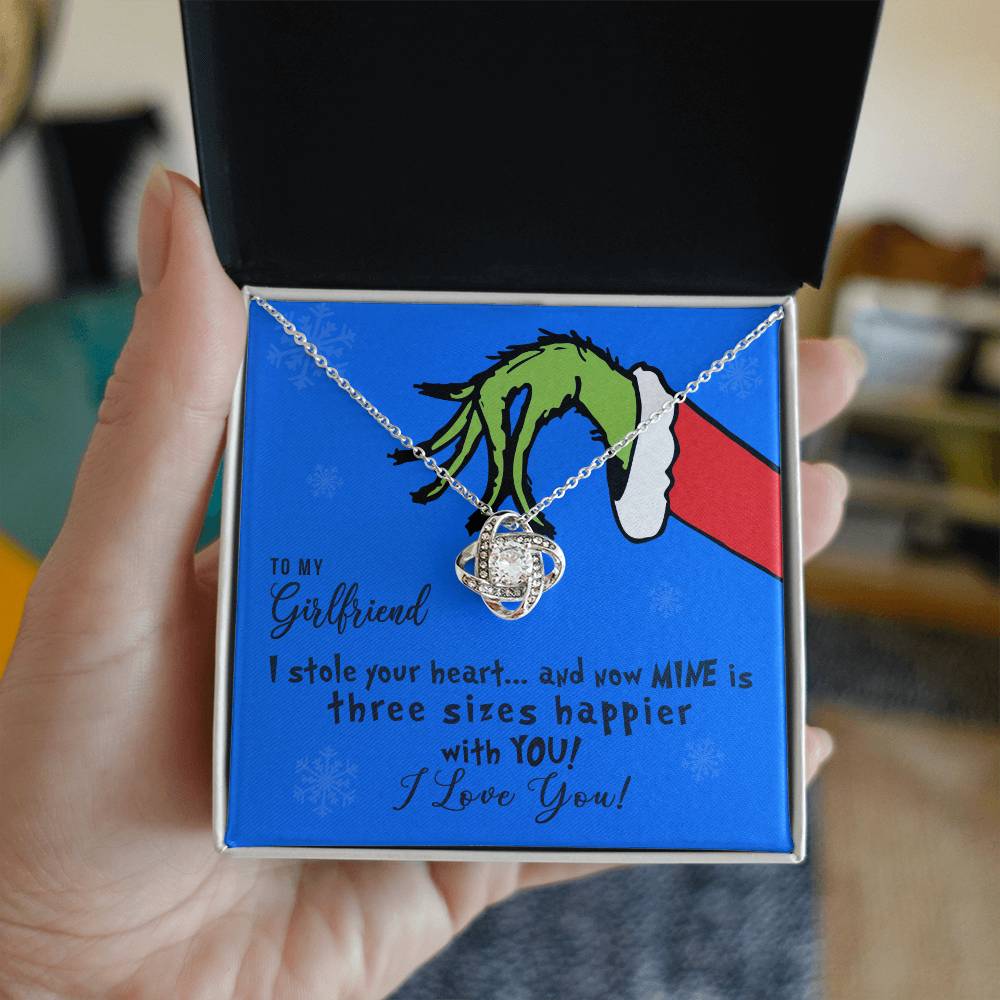 TO MY
Girlfriend
I stole your heart... and now MINE is
three sizes happier
with YOU!
I Love You!